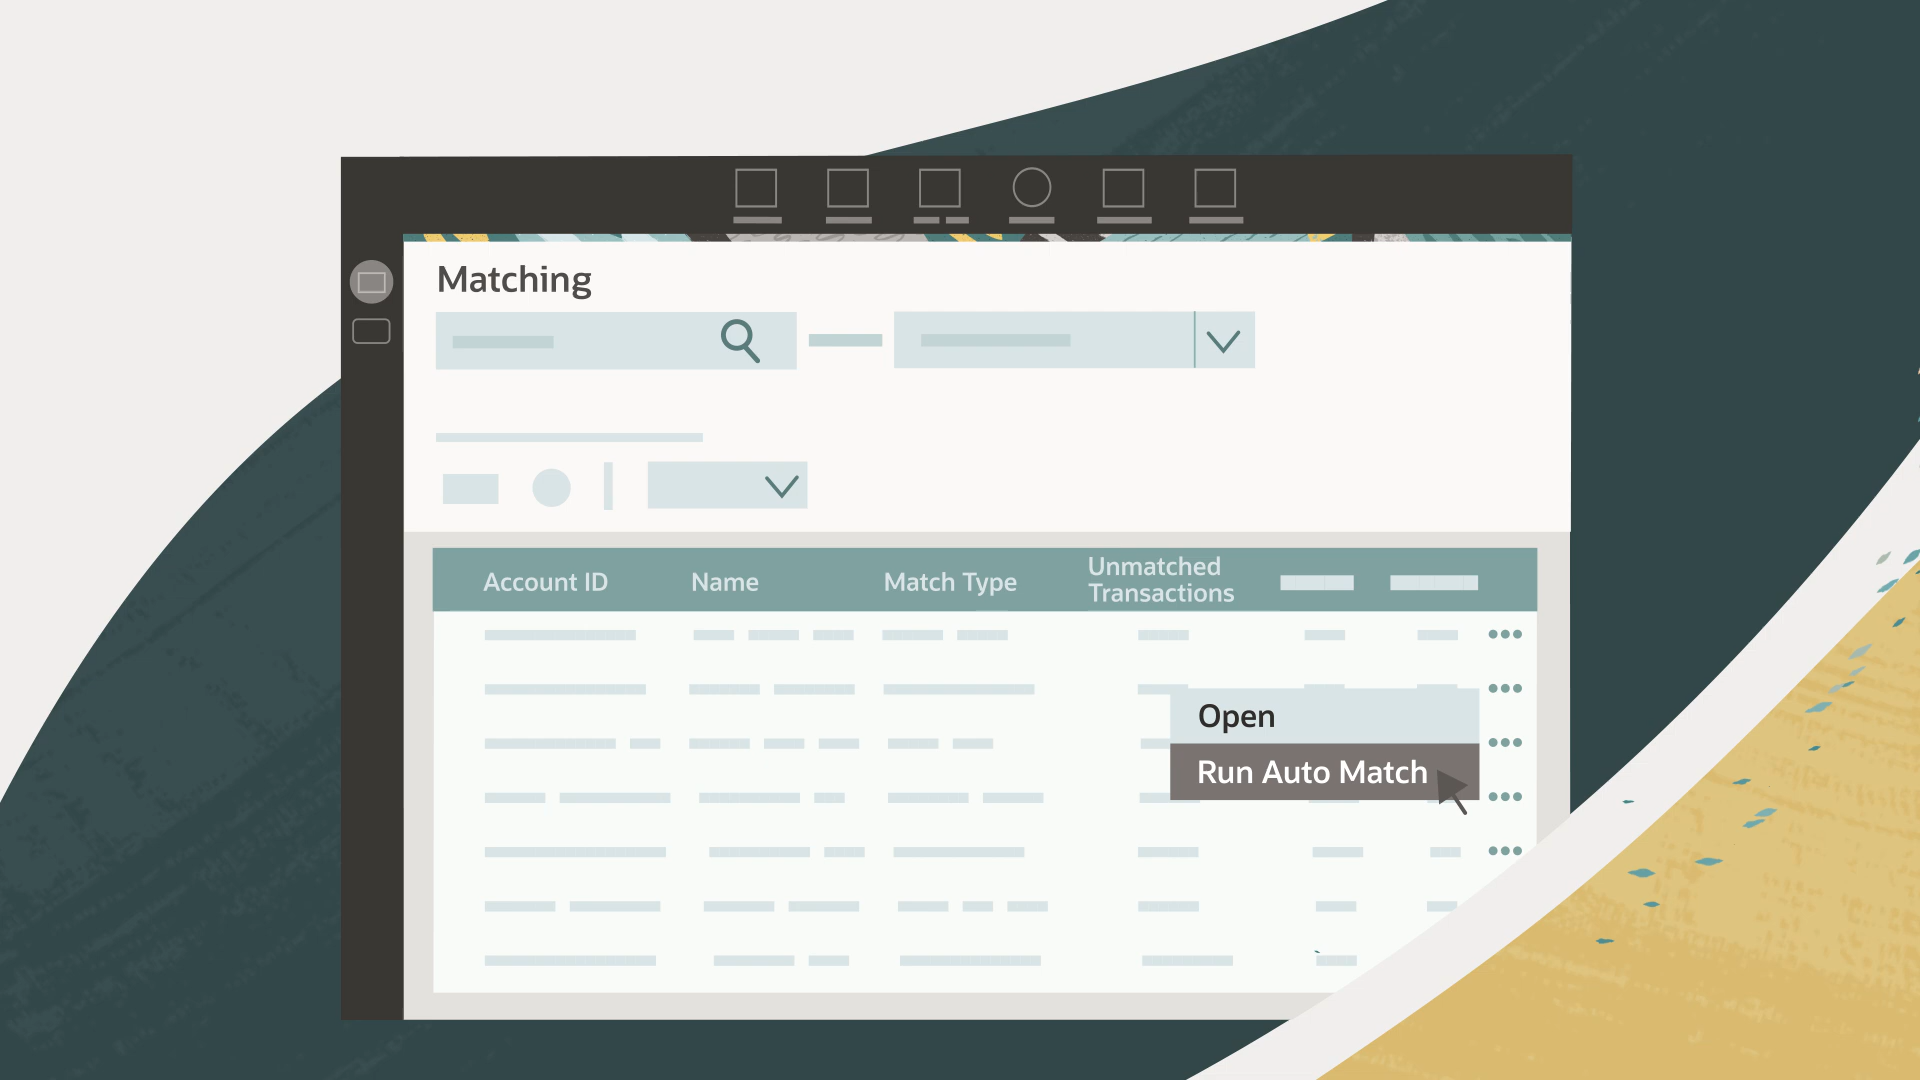 Matching
Account ID
Name
Match Type
Unmatched
Transactions
Open
Run Auto Match